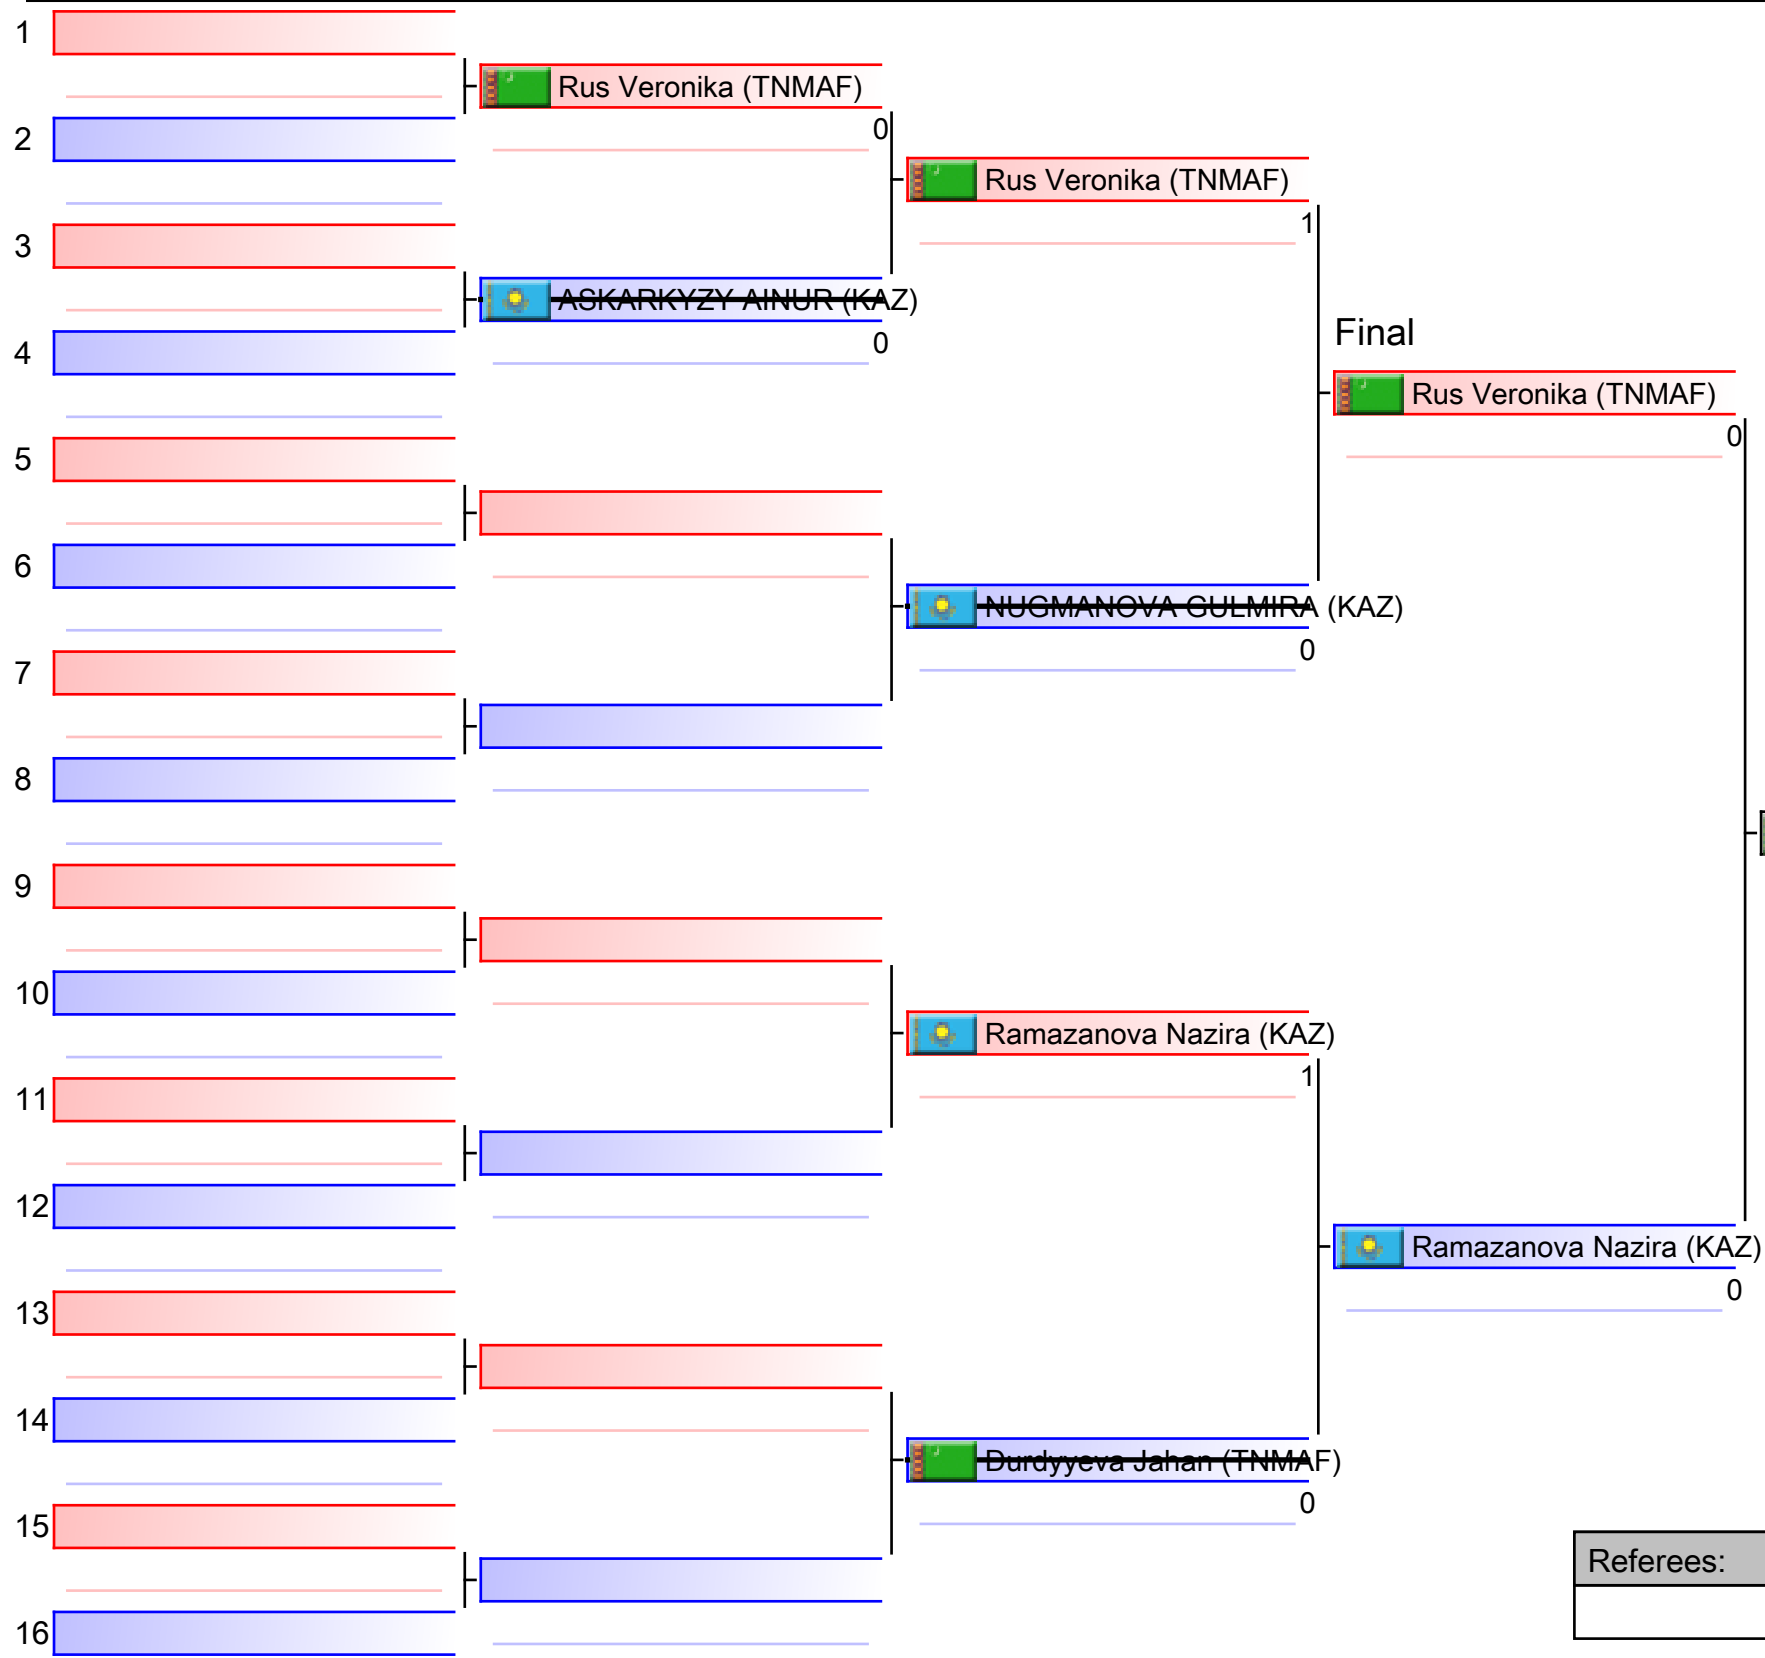 1
Rus Veronika (TNMAF)
0
2
Rus Veronika (TNMAF)
1
3
ASKARKYZY AINUR (KAZ)
0
4
Final
Rus Veronika (TNMAF)
0
5
6
NUGMANOVA GULMIRA (KAZ)
0
7
8
9
10
Ramazanova Nazira (KAZ)
1
11
12
Ramazanova Nazira (KAZ)
0
13
14
Durdyyeva Jahan (TNMAF)
0
15
Referees:
16